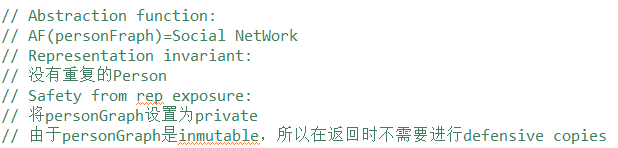 // Abstraction function:
// AF(personFraph)=Social NetWork
// Representation invariant:
// 没有重复的Person
// Safety from rep exposure:
// 将personGraph设置为private
// 由于personGraph是inmutable，所以在返回时不需要进行defensive copies